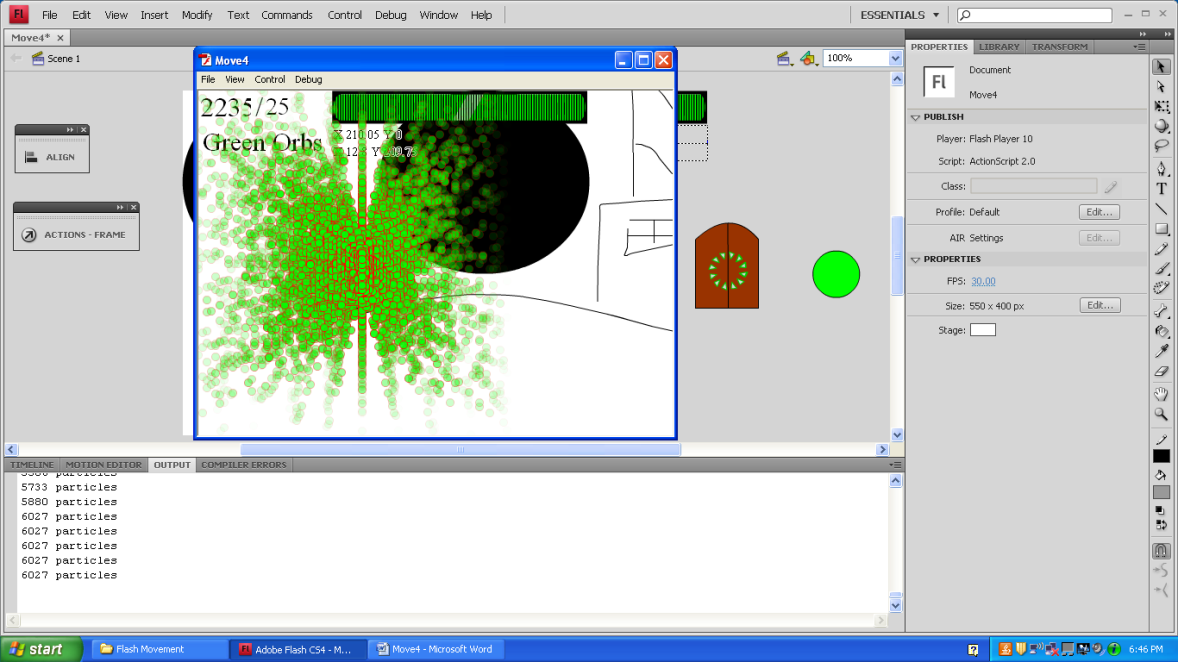 Fl File Edit View Insert Modify Text Commands Control Debug Window Help ESSENTIALS
Move4*
Scene 1
100%
ALIGN
ACTIONS - FRAME
Move4
File View Control Debug
2235/25
Green Orbs
X 210.05 Y 0
PROPERTIES LIBRARY TRANSFORM
Fl
Document
Move4
PUBLISH
Player: Flash Player 10
Script: ActionScript 2.0
Class:
Profile: Default Edit...
AIR Settings Edit...
PROPERTIES
FPS: 30.00
Size: 550 x 400 px Edit...
Stage:
T
TIMELINE MOTION EDITOR OUTPUT COMPILER ERRORS
particles
5733 particles
5880 particles
6027 particles
6027 particles
6027 particles
6027 particles
6027 particles
start Flash Movement Fl Adobe Flash CS4 - M... Move4 - Microsoft Word ? 6:46 PM